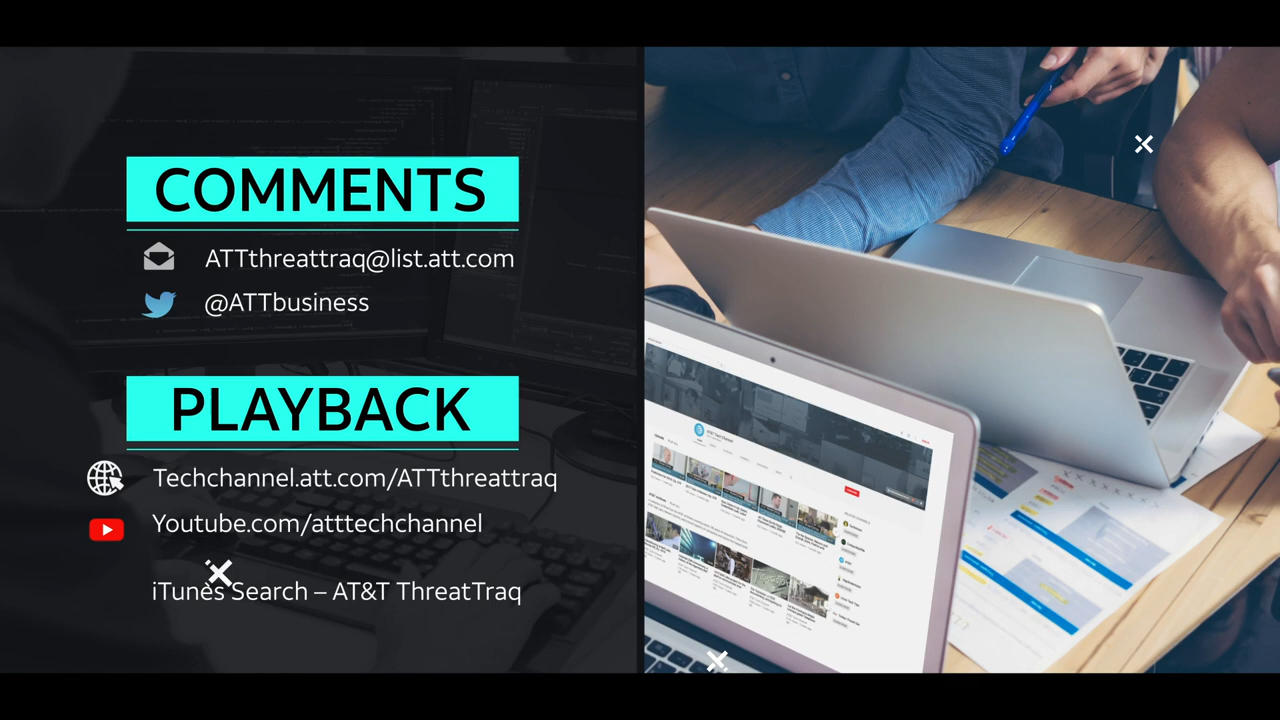 COMMENTS
ATTthreattraq@list.att.com
@ATTbusiness
PLAYBACK
Techchannel.att.com/ATTthreattraq
Youtube.com/atttechchannel
iTunes Search – AT&T ThreatTraq